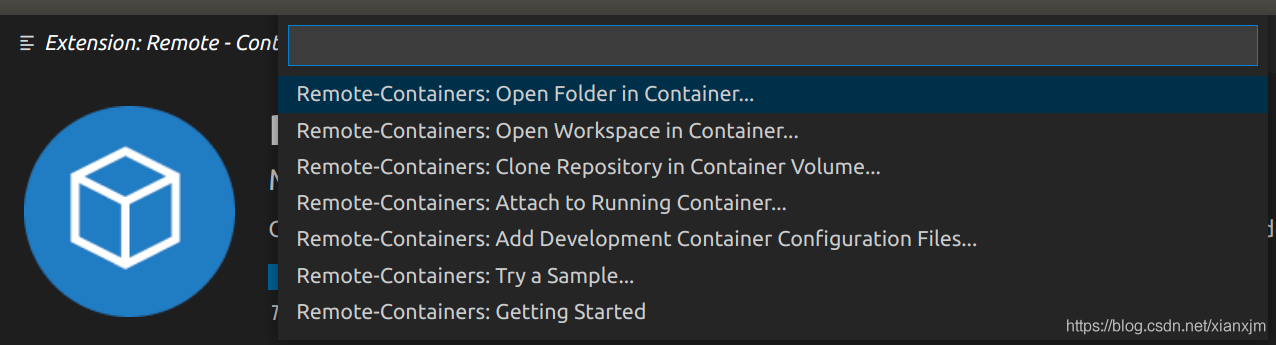 Extension: Remote - Cont
Remote-Containers: Open Folder in Container...
Remote-Containers: Open Workspace in Container...
Remote-Containers: Clone Repository in Container Volume...
Remote-Containers: Attach to Running Container...
Remote-Containers: Add Development Container Configuration Files...
Remote-Containers: Try a Sample...
Remote-Containers: Getting Started
https://blog.csdn.net/xianxjm